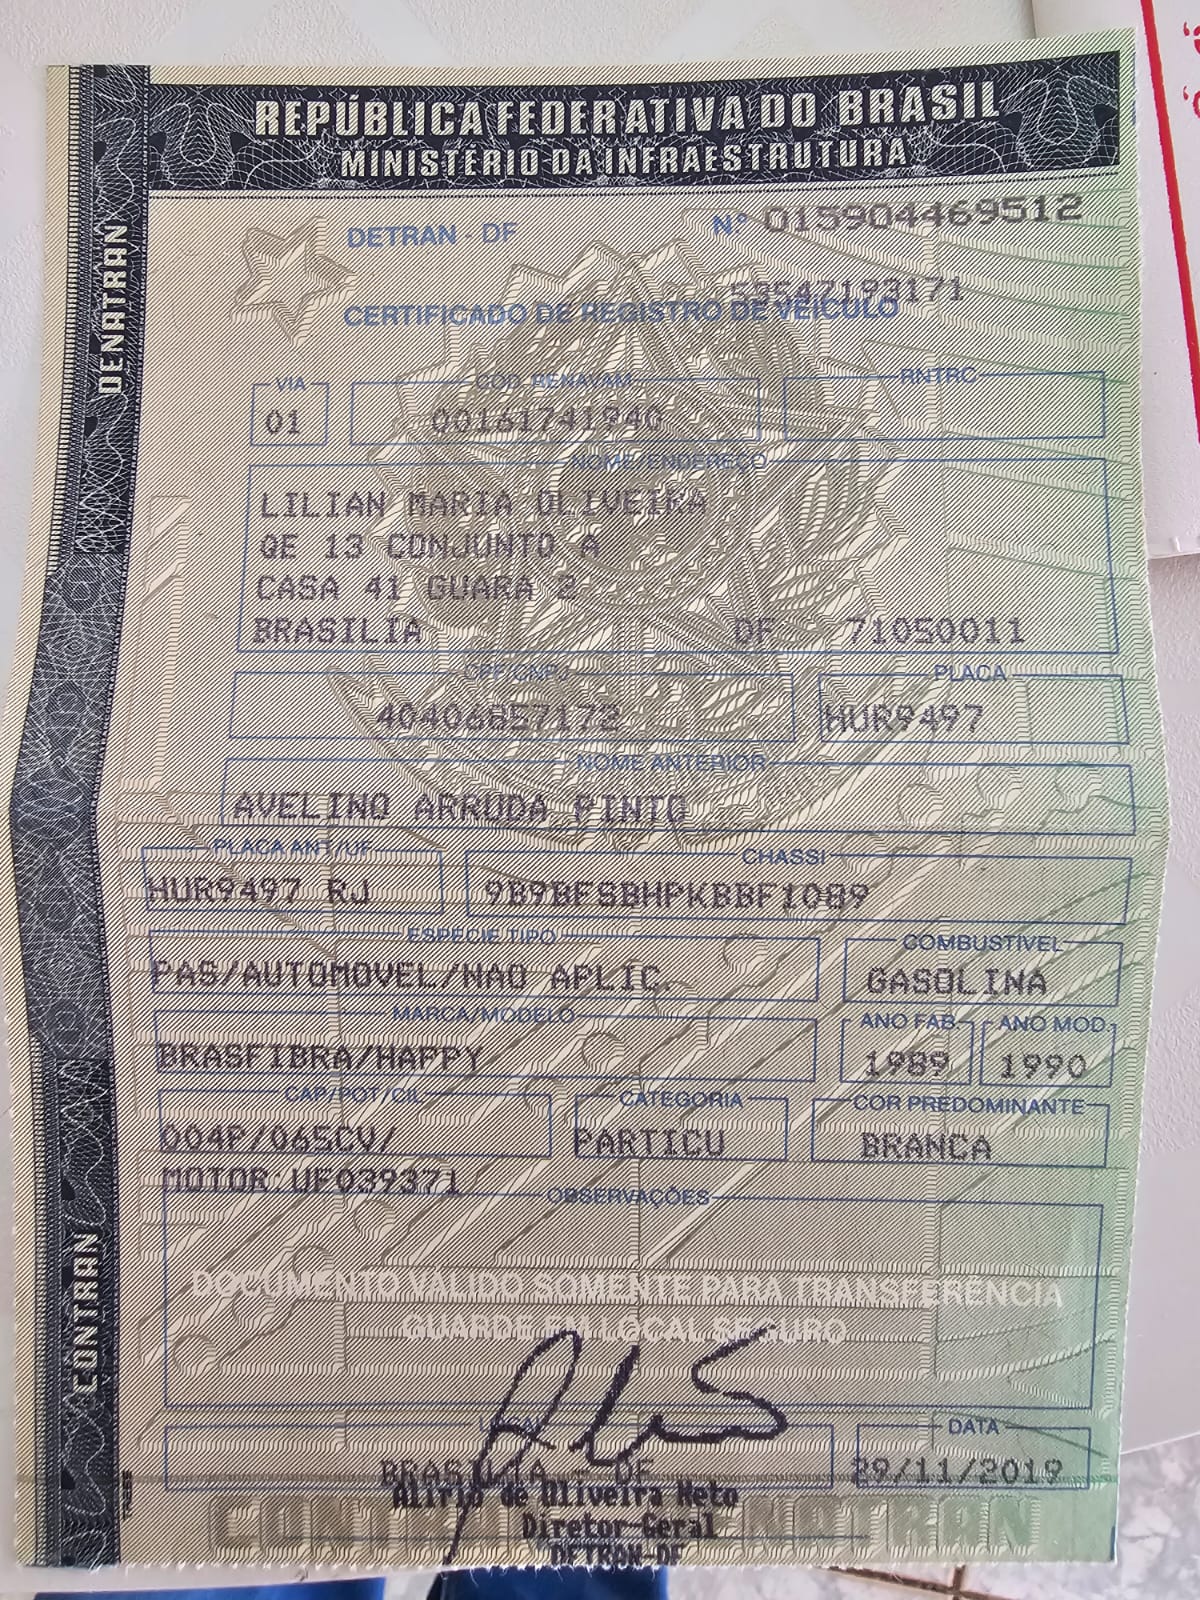 REPÚBLICA FEDERATIVA DO BRASIL
MINISTÉRIO DA INFRAESTRUTURA
DENATRAN
CONTRAN
DETRAN - DF Nº 015904469512
53547193171
CERTIFICADO DE REGISTRO DE VEÍCULO
VIA COD. RENAVAM RNTRC
01 00161741940
NOME/ENDEREÇO
LILIAN MARIA OLIVEIRA
QE 13 CONJUNTO A
CASA 41 GUARA 2
BRASILIA DF 71050011
CPF/CNPJ PLACA
40406857172 HUR9497
NOME ANTERIOR
AVELINO ARRUDA PINTO
PLACA ANT/UF CHASSI
HUR9497 RJ 9B9BFSBHPKBBF1089
ESPECIE TIPO COMBUSTÍVEL
PAS/AUTOMOVEL/NAO APLIC. GASOLINA
MARCA/MODELO ANO FAB. ANO MOD.
BRASFIBRA/HAPPY 1989 1990
CAP/POT/CIL CATEGORIA COR PREDOMINANTE
004P/065CV/ PARTICU BRANCA
MOTOR:UF039371
OBSERVAÇÕES
DOCUMENTO VÁLIDO SOMENTE PARA TRANSFERÊNCIA
GUARDE EM LOCAL SEGURO
LOCAL DATA
BRASILIA - DF 29/11/2019
Alirio de Oliveira Neto
Diretor-Geral
DETRAN-DF
CONTRAN DENATRAN